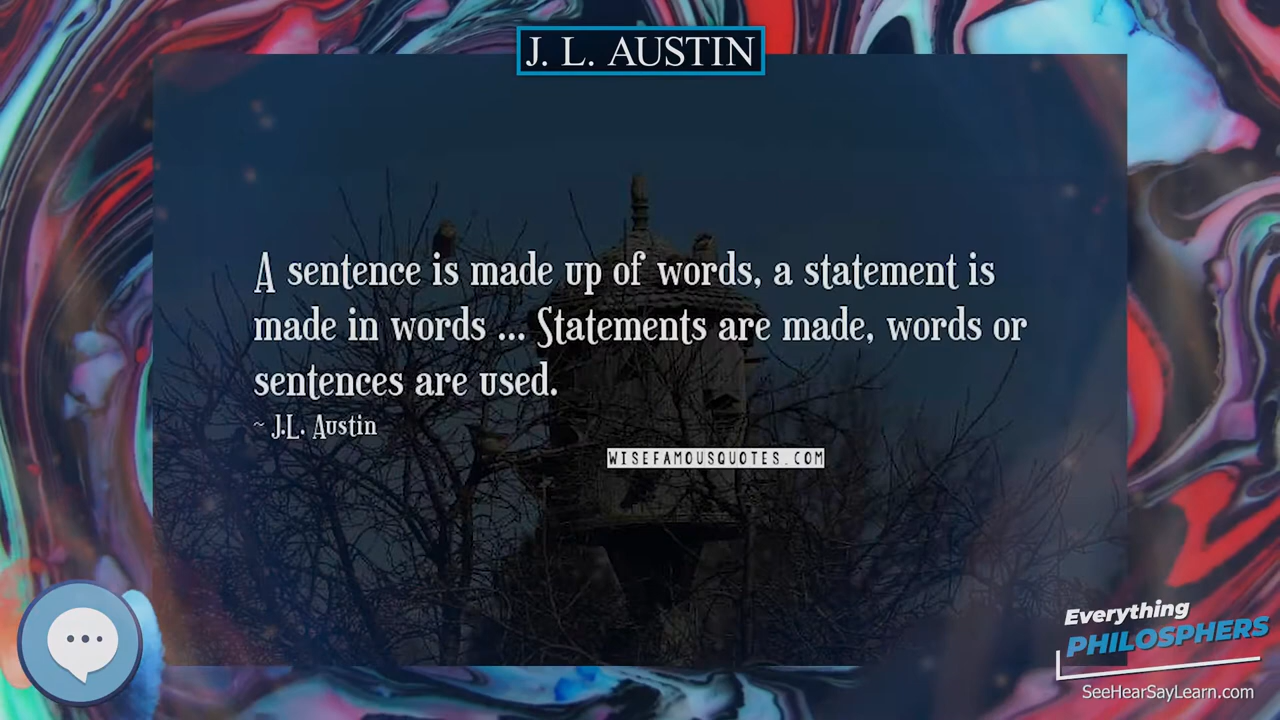 J. L. AUSTIN
A sentence is made up of words, a statement is
made in words ... Statements are made, words or
sentences are used.
~ J.L. Austin
WISEFAMOUSQUOTES.COM
Everything
PHILOSPHERS
SeeHearSayLearn.com